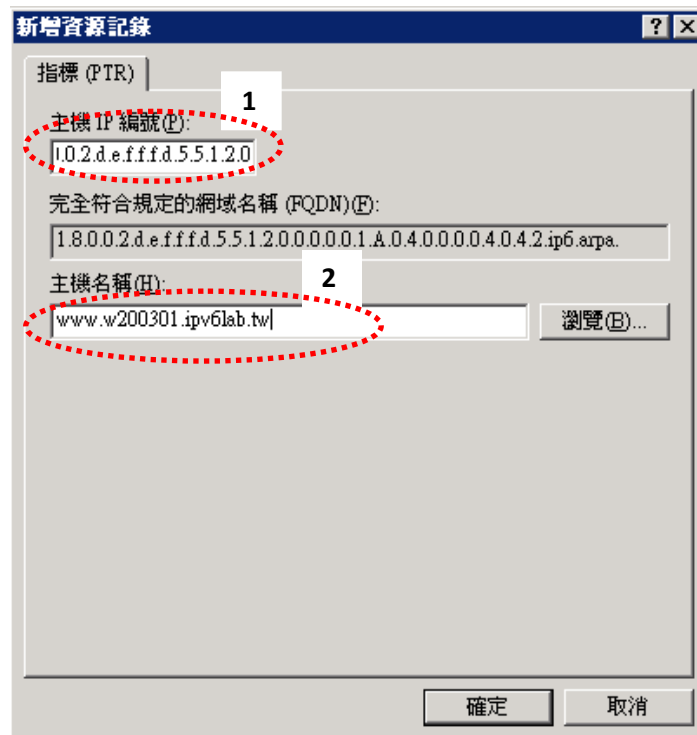 新增資源記錄
指標 (PTR)
1
主機 IP 編號(P):
0.2.d.e.f.f.f.d.5.5.1.2.0
完全符合規定的網域名稱 (FQDN)(F):
1.8.0.0.2.d.e.f.f.f.d.5.5.1.2.0.0.0.0.0.1.A.0.4.0.0.0.0.4.0.4.2.ip6.arpa.
主機名稱(H):
2
www.w200301.ipv6lab.tw
瀏覽(B)...
確定
取消